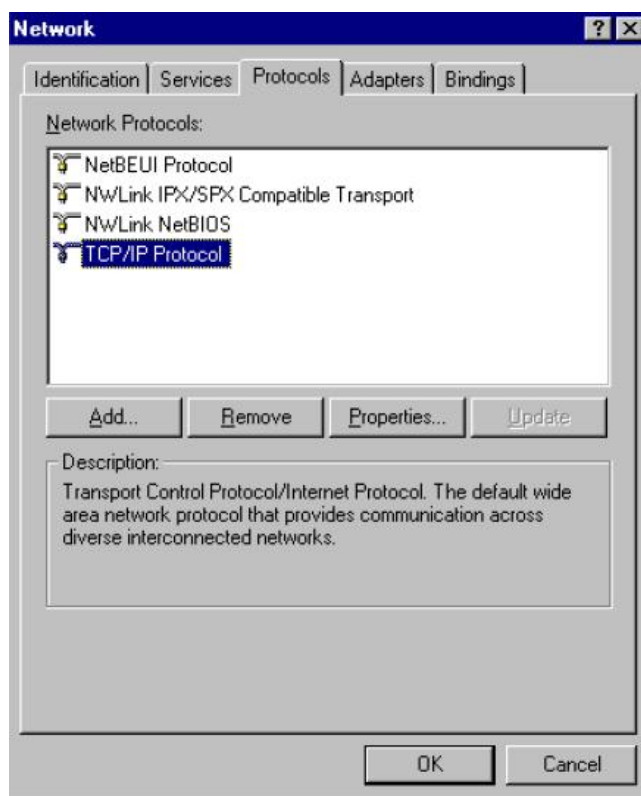 Network
Identification Services Protocols Adapters Bindings
Network Protocols:
NetBEUI Protocol
NWLink IPX/SPX Compatible Transport
NWLink NetBIOS
TCP/IP Protocol
Add... Remove Properties... Update
Description:
Transport Control Protocol/Internet Protocol. The default wide
area network protocol that provides communication across
diverse interconnected networks.
OK Cancel